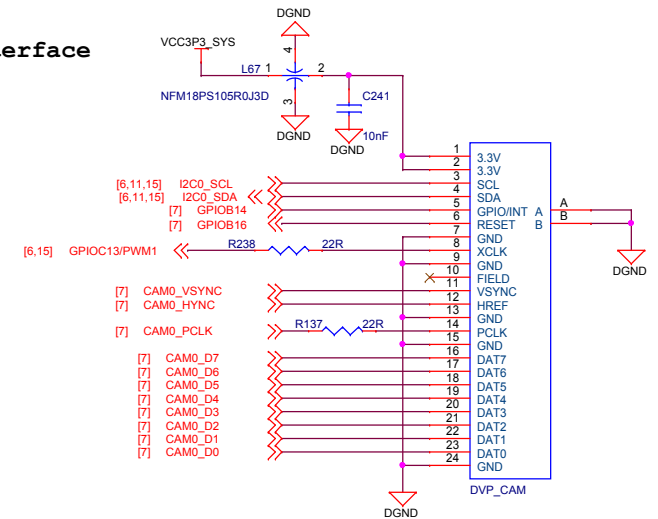 erface
DGND
VCC3P3_SYS
4
L67 1 2
NFM18PS105R0J3D
C241
3
DGND
10nF
DGND
1 3.3V
2 3.3V
[6,11,15] I2C0_SCL 3 SCL
[6,11,15] I2C0_SDA 4 SDA
[7] GPIOB14 5 GPIO/INT A A
[7] GPIOB16 6 RESET B B
7 GND
[6,15] GPIOC13/PWM1 R238 22R 8 XCLK
9 GND
DGND
10 FIELD
[7] CAM0_VSYNC 11 VSYNC
[7] CAM0_HYNC 12 HREF
13 GND
[7] CAM0_PCLK R137 22R 14 PCLK
15 GND
[7] CAM0_D7 16 DAT7
[7] CAM0_D6 17 DAT6
[7] CAM0_D5 18 DAT5
[7] CAM0_D4 19 DAT4
[7] CAM0_D3 20 DAT3
[7] CAM0_D2 21 DAT2
[7] CAM0_D1 22 DAT1
[7] CAM0_D0 23 DAT0
24 GND
DVP_CAM
DGND